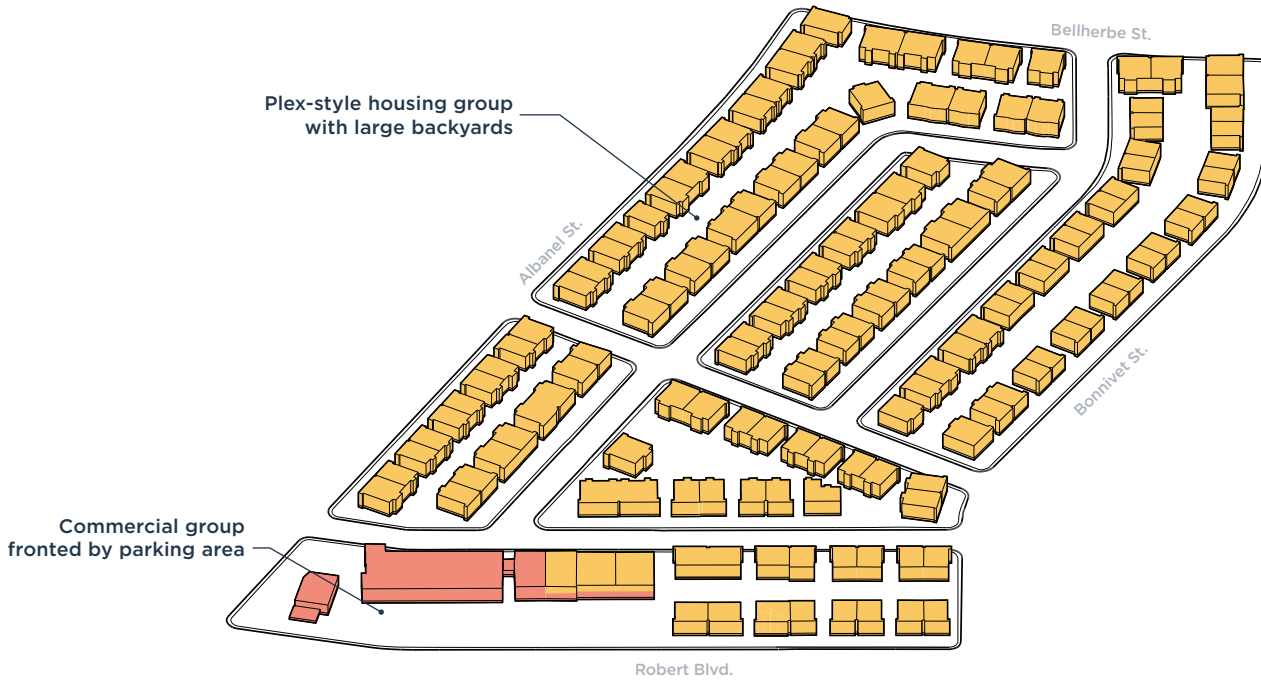 Bellherbe St.
Plex-style housing group
with large backyards
Albanel St.
Bonnivet St.
Commercial group
fronted by parking area
Robert Blvd.